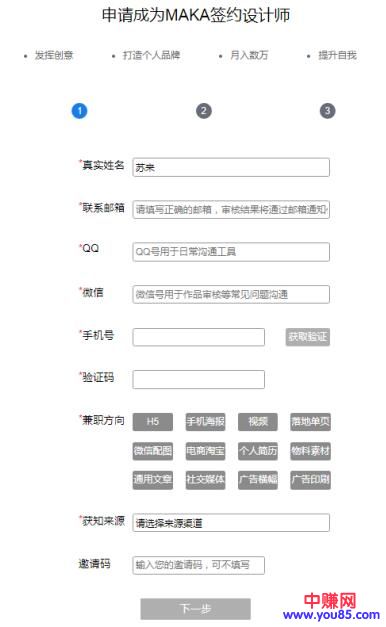 申请成为MAKA签约设计师
• 发挥创意 • 打造个人品牌 • 月入数万 • 提升自我
1 2 3
*真实姓名 苏来
*联系邮箱 请填写正确的邮箱，审核结果将通过邮箱通知
*QQ QQ号用于日常沟通工具
*微信 微信号用于作品审核等常见问题沟通
*手机号 获取验证
*验证码
*兼职方向 H5 手机海报 视频 落地单页
微信配图 电商淘宝 个人简历 物料素材
通用文章 社交媒体 广告横幅 广告印刷
*获知来源 请选择来源渠道
邀请码 输入您的邀请码，可不填写
下一步
中赚网
www.you85.com